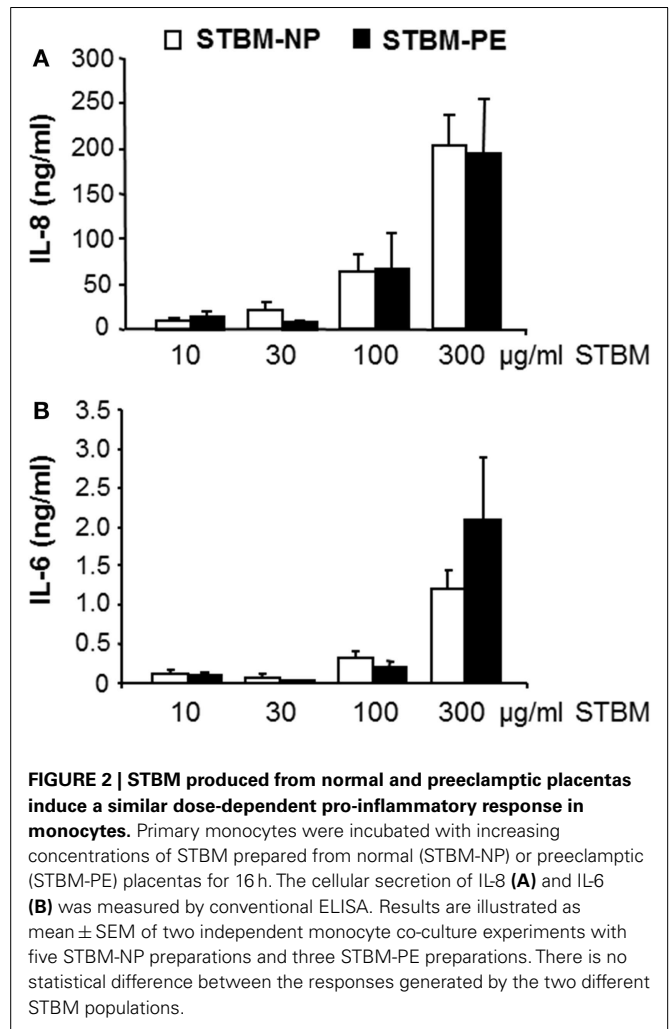 STBM-NP STBM-PE
A
300
250
200
150
100
50
0
IL-8 (ng/ml)
10 30 100 300 µg/ml STBM
B
3.5
3.0
2.5
2.0
1.5
1.0
0.5
0
IL-6 (ng/ml)
10 30 100 300 µg/ml STBM
FIGURE 2 | STBM produced from normal and preeclamptic placentas
induce a similar dose-dependent pro-inflammatory response in
monocytes. Primary monocytes were incubated with increasing
concentrations of STBM prepared from normal (STBM-NP) or preeclamptic
(STBM-PE) placentas for 16 h. The cellular secretion of IL-8 (A) and IL-6
(B) was measured by conventional ELISA. Results are illustrated as
mean ± SEM of two independent monocyte co-culture experiments with
five STBM-NP preparations and three STBM-PE preparations. There is no
statistical difference between the responses generated by the two different
STBM populations.